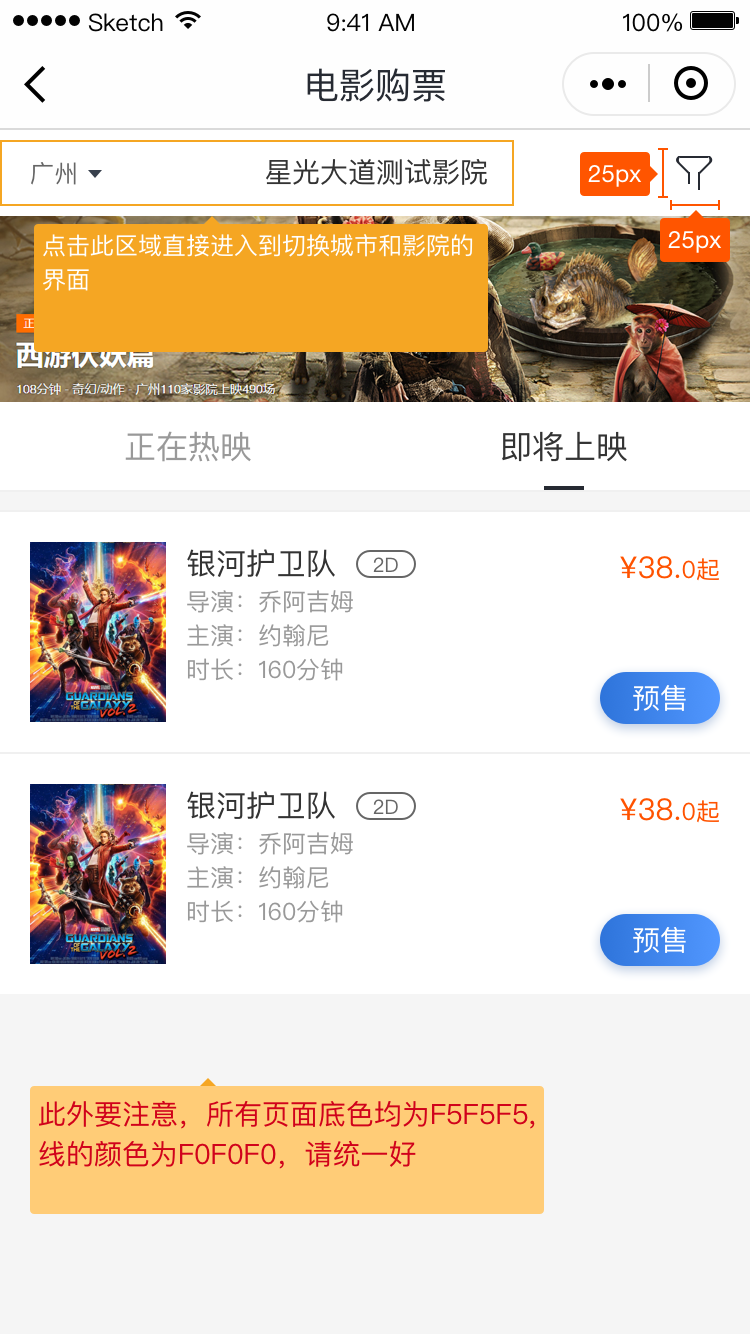 Sketch 9:41 AM 100%
电影购票
广州 星光大道测试影院 25px
25px
点击此区域直接进入到切换城市和影院的
界面
正
西游伏妖篇
108分钟 · 奇幻/动作 · 广州110家影院上映490场
正在热映 即将上映
银河护卫队 2D ¥38.0起
导演：乔阿吉姆
主演：约翰尼
时长：160分钟
预售
GUARDIANS
OF THE GALAXY
VOL.2
银河护卫队 2D ¥38.0起
导演：乔阿吉姆
主演：约翰尼
时长：160分钟
预售
GUARDIANS
OF THE GALAXY
VOL.2
此外要注意，所有页面底色均为F5F5F5,
线的颜色为F0F0F0，请统一好